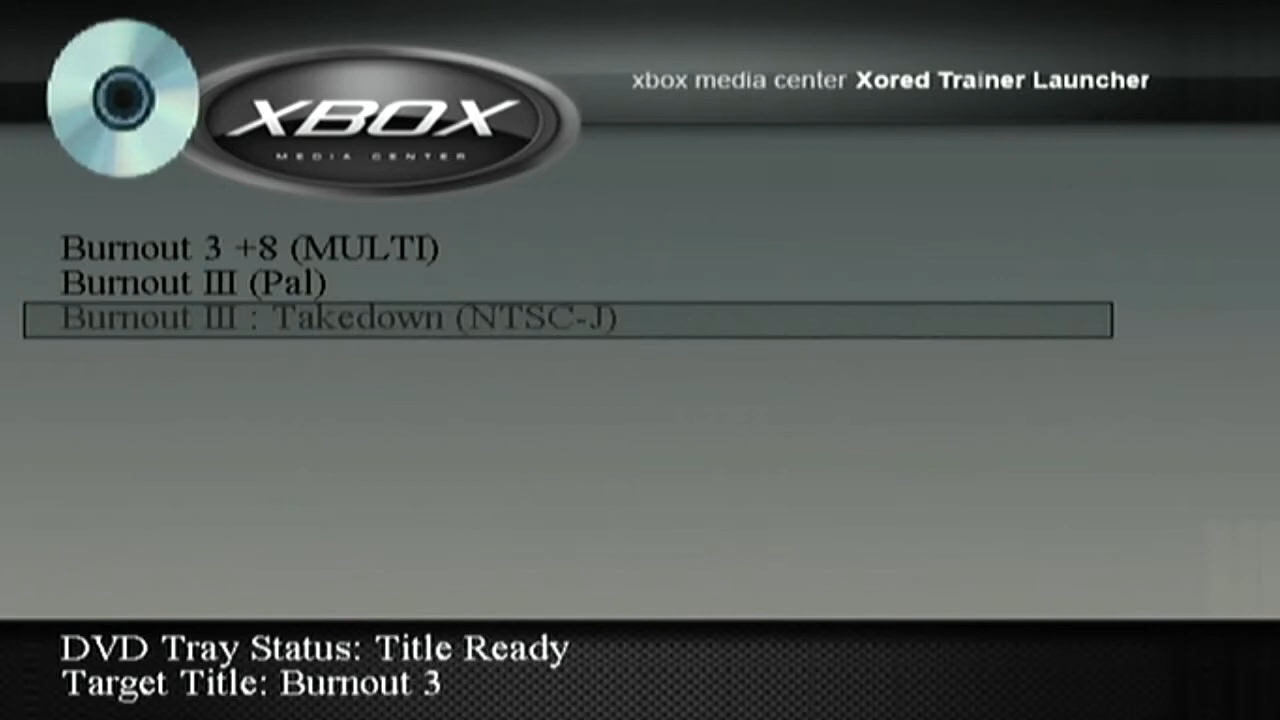 xbox media center Xored Trainer Launcher
XBOX
MEDIA CENTER
Burnout 3 +8 (MULTI)
Burnout III (Pal)
Burnout III : Takedown (NTSC-J)
DVD Tray Status: Title Ready
Target Title: Burnout 3